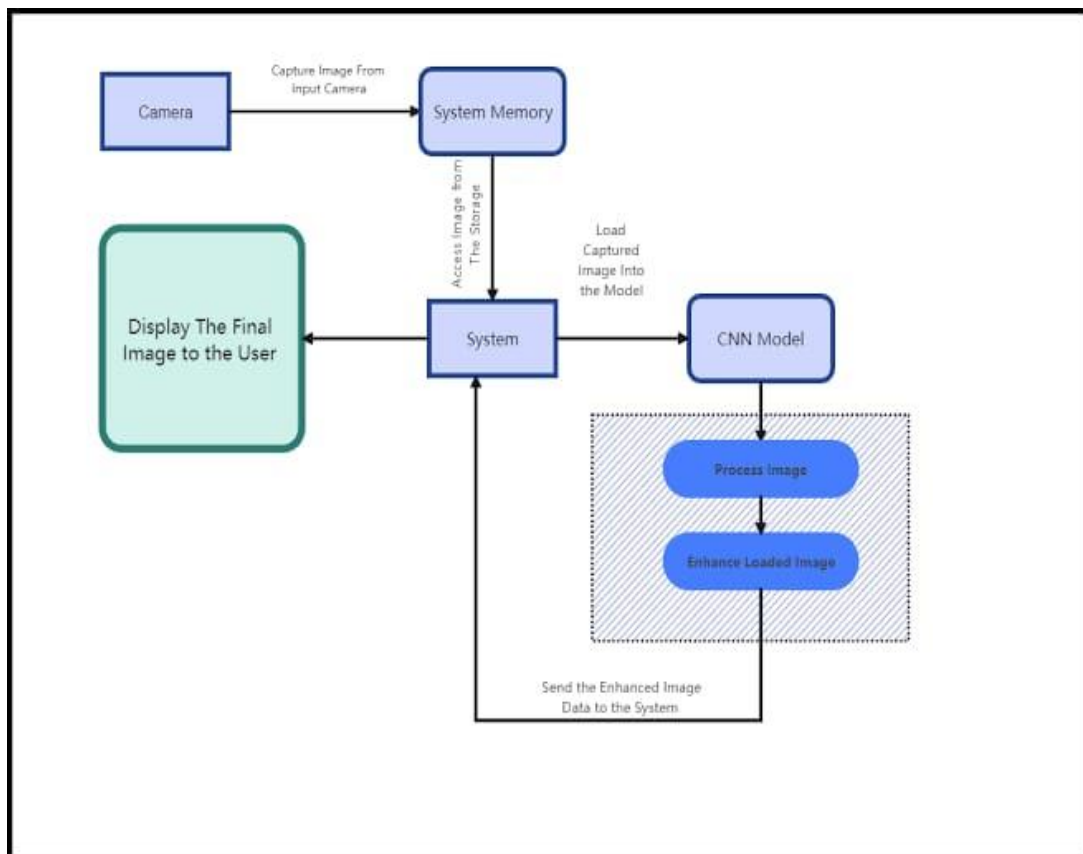 Capture Image From
Input Camera
Camera
System Memory
Access Image from
The Storage
Load
Captured
Image Into
the Model
Display The Final
Image to the User
System
CNN Model
Process Image
Enhance Loaded Image
Send the Enhanced Image
Data to the System